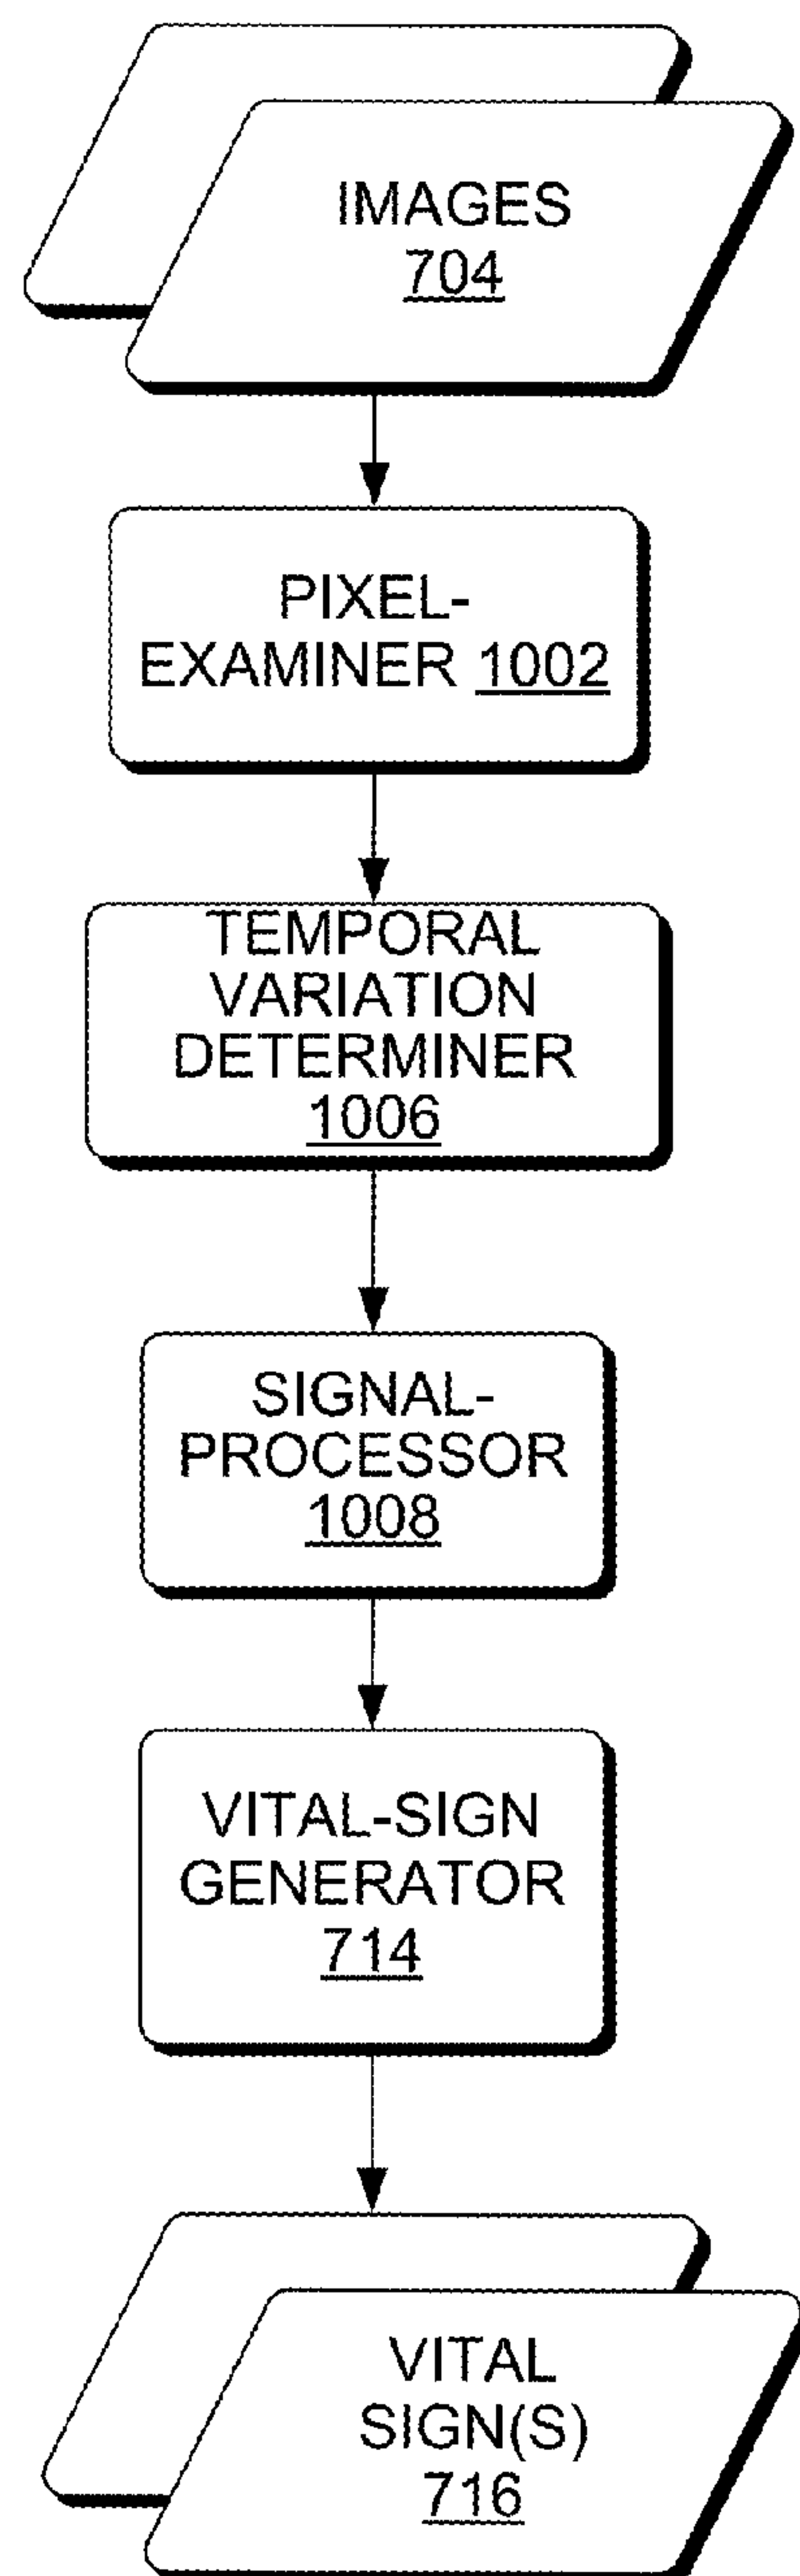 IMAGES
704
PIXEL-
EXAMINER 1002
TEMPORAL
VARIATION
DETERMINER
1006
SIGNAL-
PROCESSOR
1008
VITAL-SIGN
GENERATOR
714
VITAL
SIGN(S)
716